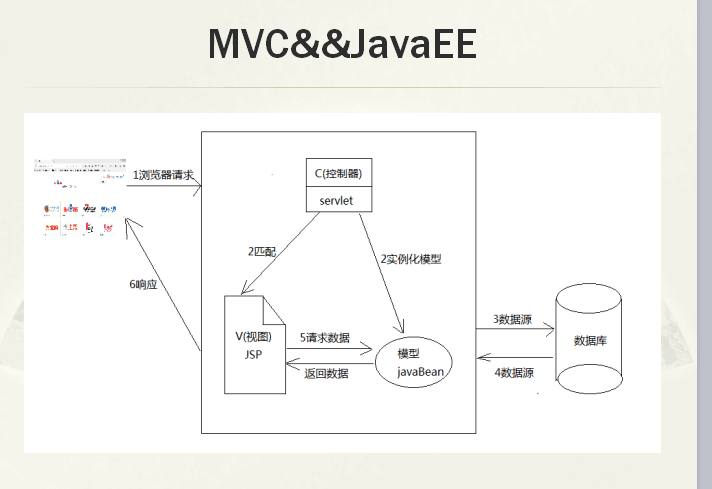 MVC&&JavaEE
1浏览器请求
C(控制器)
servlet
2匹配
2实例化模型
6响应
V(视图)
JSP
5请求数据
返回数据
模型
javaBean
3数据源
4数据源
数据库